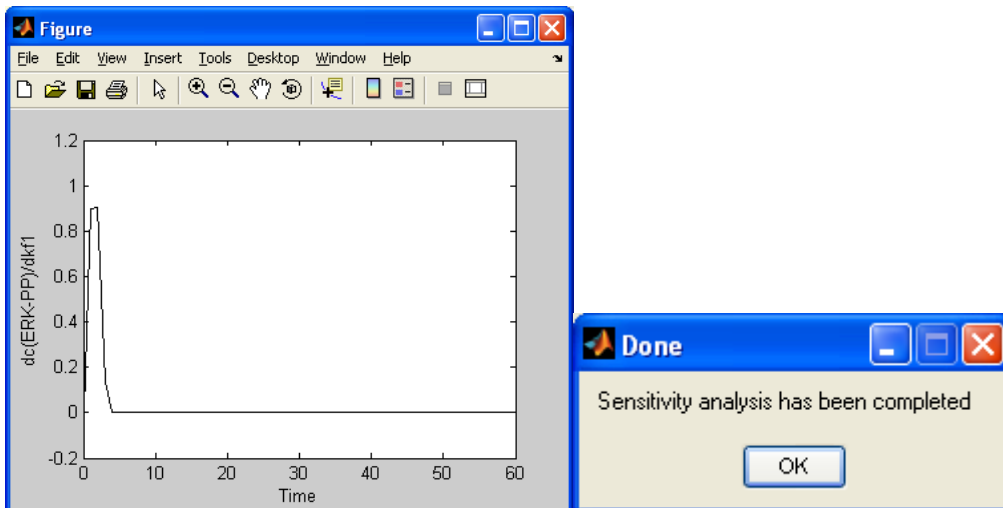 Figure
File Edit View Insert Tools Desktop Window Help
1.2
1
0.8
0.6
0.4
0.2
0
-0.2
dc(ERK-PP)/dkf1
0 10 20 30 40 50 60
Time
Done
Sensitivity analysis has been completed
OK